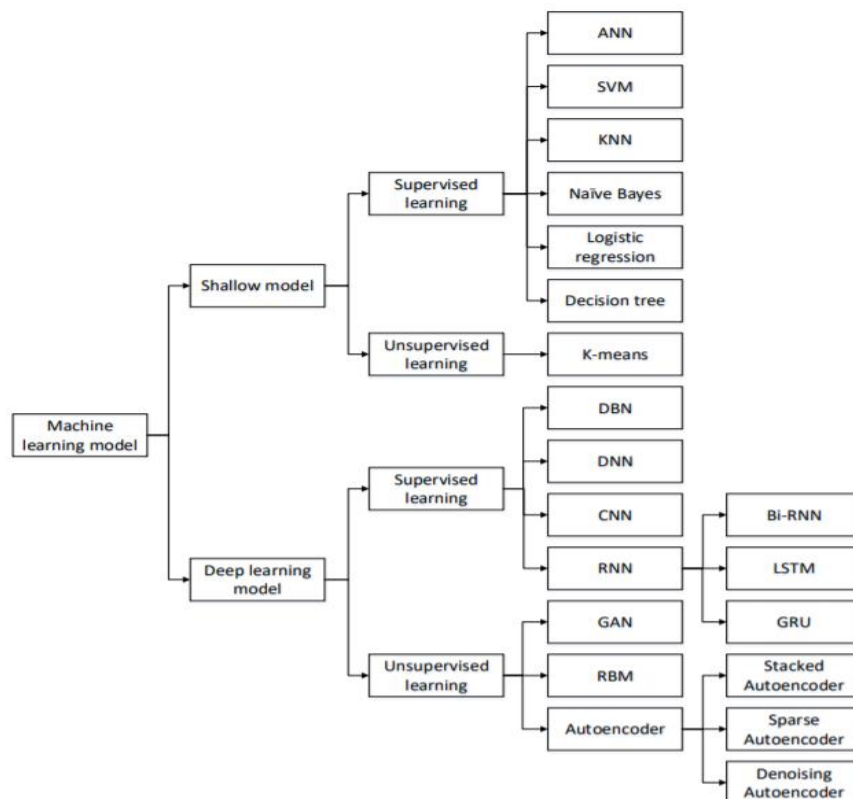 ANN
SVM
KNN
Supervised
learning
Naïve Bayes
Logistic
regression
Shallow model
Decision tree
Unsupervised
learning
K-means
Machine
learning model
DBN
DNN
Supervised
learning
CNN
Bi-RNN
Deep learning
model
RNN
LSTM
GAN
GRU
Unsupervised
learning
RBM
Stacked
Autoencoder
Autoencoder
Sparse
Autoencoder
Denoising
Autoencoder